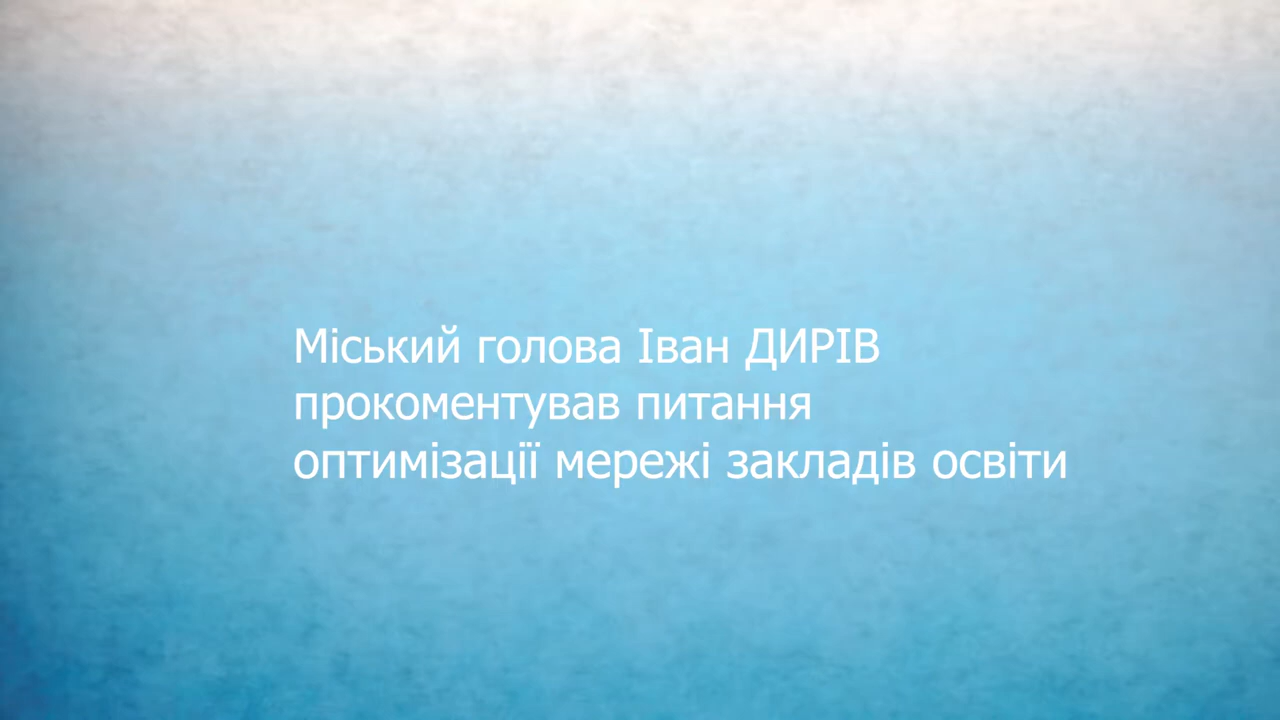 Міський голова Іван ДИРІВ
прокоментував питання
оптимізації мережі закладів освіти